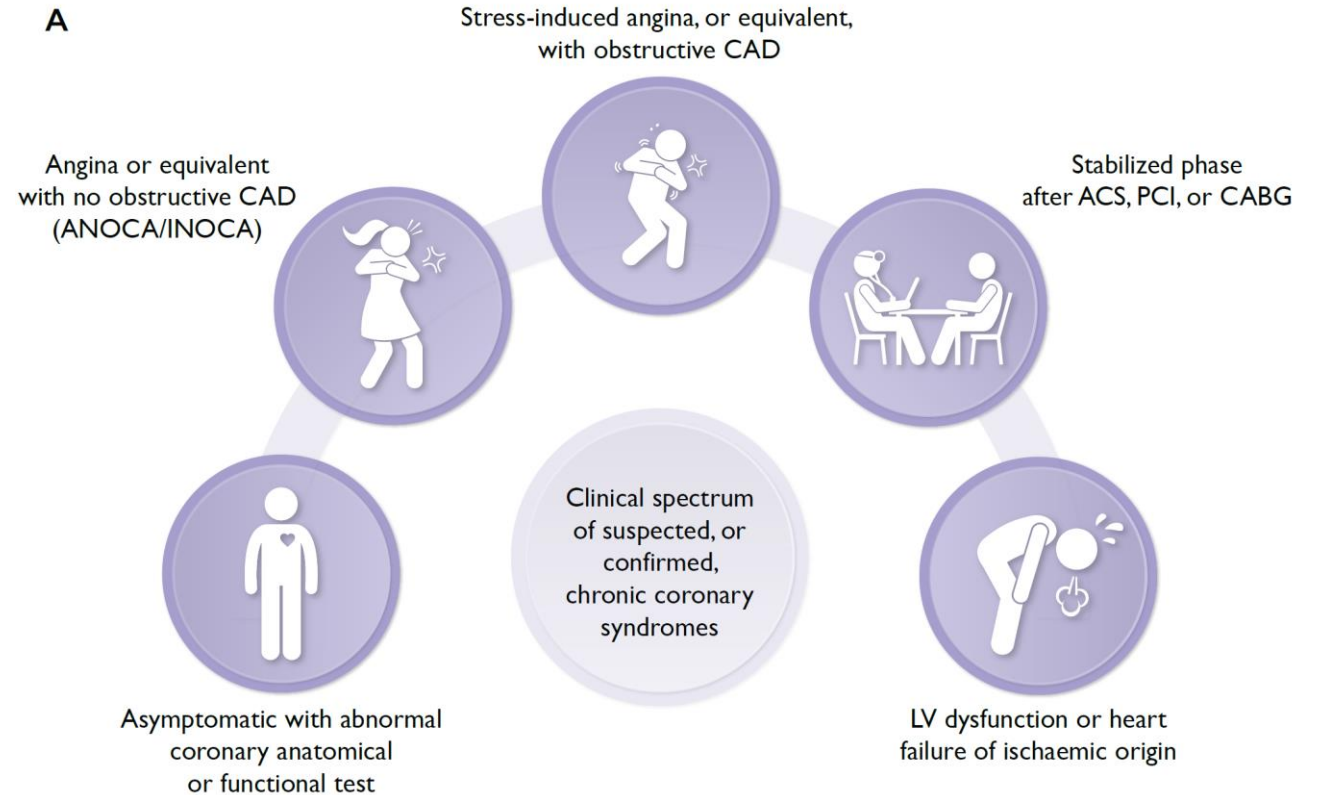 A
Stress-induced angina, or equivalent,
with obstructive CAD
Angina or equivalent
with no obstructive CAD
(ANOCA/INOCA)
Stabilized phase
after ACS, PCI, or CABG
Clinical spectrum
of suspected, or
confirmed,
chronic coronary
syndromes
Asymptomatic with abnormal
coronary anatomical
or functional test
LV dysfunction or heart
failure of ischaemic origin